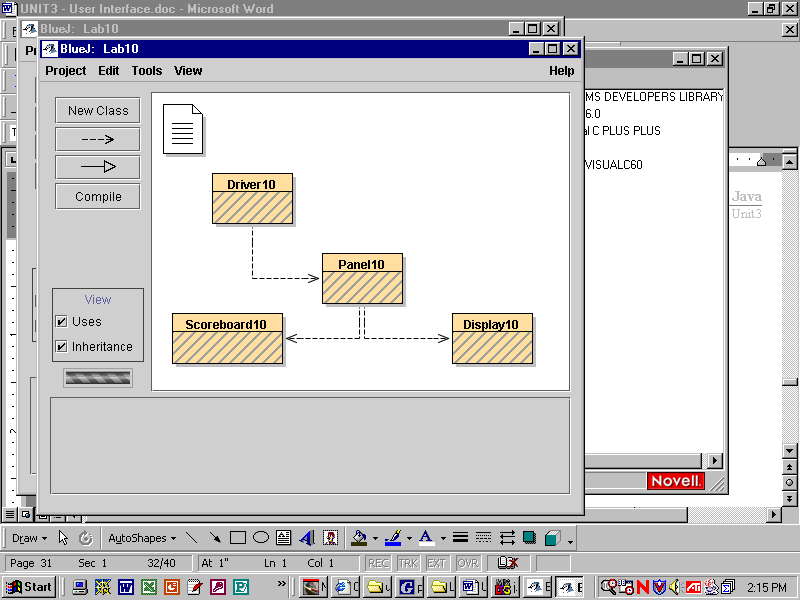 UNIT3 - User Interface.doc - Microsoft Word
BlueJ: Lab10
BlueJ: Lab10
Project Edit Tools View Help
New Class
Compile
View
Uses
Inheritance
Driver10
Panel10
Scoreboard10
Display10
MS DEVELOPERS LIBRARY
6.0
C PLUS PLUS
VISUALC60
Novell.
Java
Unit3
Draw AutoShapes
Page 31 Sec 1 32/40 At 1" Ln 1 Col 1 REC TRK EXT OVR
Start
2:15 PM